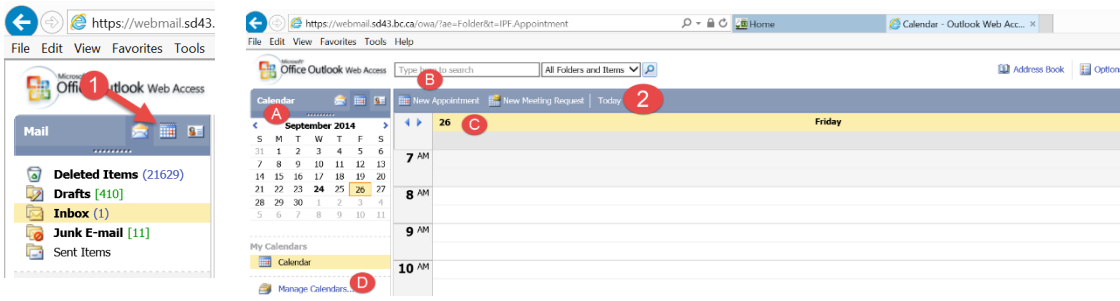 https://webmail.sd43.
File Edit View Favorites Tools
Microsoft
Office Outlook Web Access
1
Mail
Deleted Items (21629)
Drafts [410]
Inbox (1)
Junk E-mail [11]
Sent Items
https://webmail.sd43.bc.ca/owa/?ae=Folder&t=IPF.Appointment
Home
Calendar - Outlook Web Acc... ×
File Edit View Favorites Tools Help
Microsoft
Office Outlook Web Access
Type here to search
All Folders and Items
Address Book
Option
B
Calendar
A
New Appointment New Meeting Request Today
2
September 2014
S M T W T F S
31 1 2 3 4 5 6
7 8 9 10 11 12 13
14 15 16 17 18 19 20
21 22 23 24 25 26 27
28 29 30 1 2 3 4
5 6 7 8 9 10 11
My Calendars
Calendar
Manage Calendars...
D
26
C
Friday
7 AM
8 AM
9 AM
10 AM